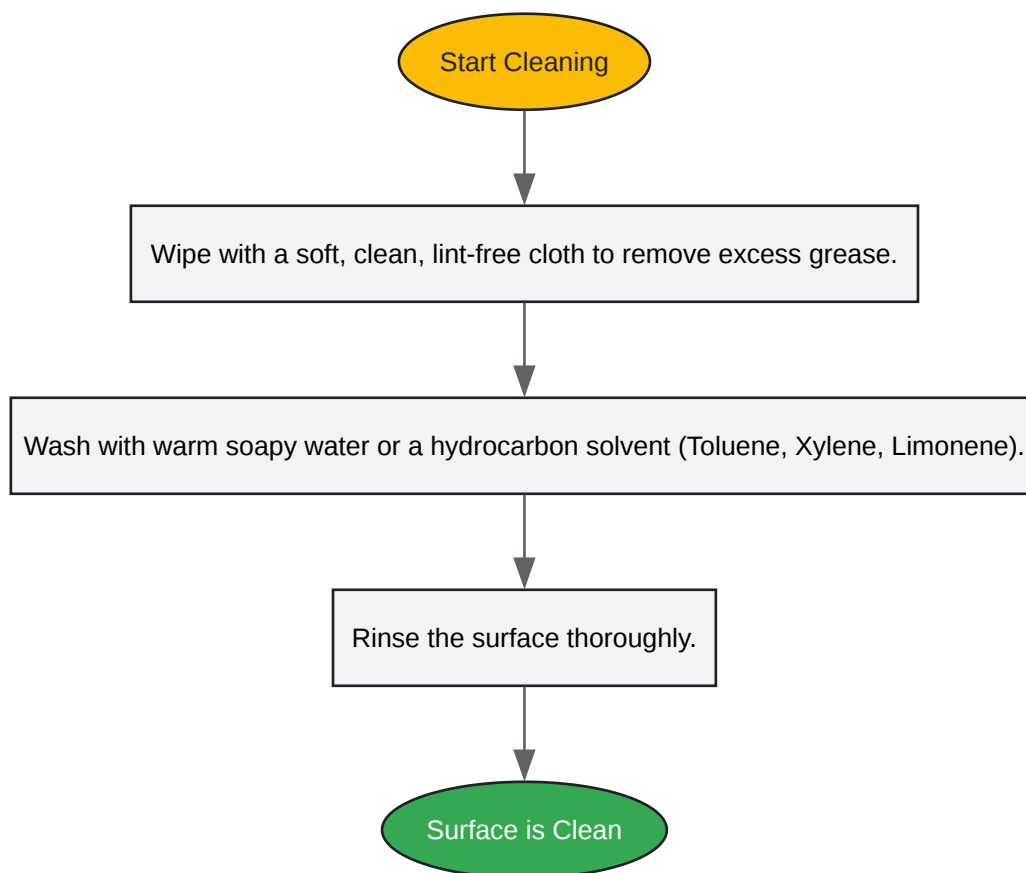 Start Cleaning
Wipe with a soft, clean, lint-free cloth to remove excess grease.
Wash with warm soapy water or a hydrocarbon solvent (Toluene, Xylene, Limonene).
Rinse the surface thoroughly.
Surface is Clean